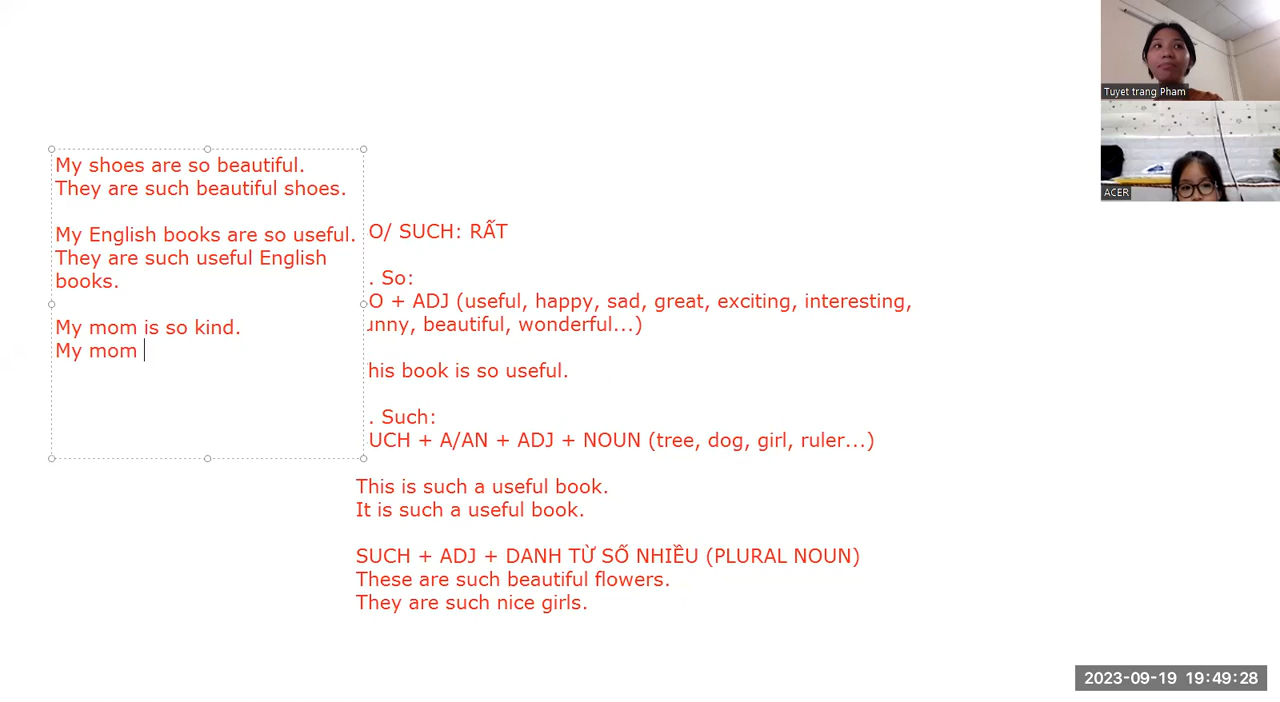 My shoes are so beautiful.
They are such beautiful shoes.
My English books are so useful.
They are such useful English
books.
My mom is so kind.
My mom
O/ SUCH: RẤT
. So:
O + ADJ (useful, happy, sad, great, exciting, interesting,
unny, beautiful, wonderful...)
his book is so useful.
. Such:
UCH + A/AN + ADJ + NOUN (tree, dog, girl, ruler...)
This is such a useful book.
It is such a useful book.
SUCH + ADJ + DANH TỪ SỐ NHIỀU (PLURAL NOUN)
These are such beautiful flowers.
They are such nice girls.
Tuyet trang Pham
ACER
2023-09-19 19:49:28